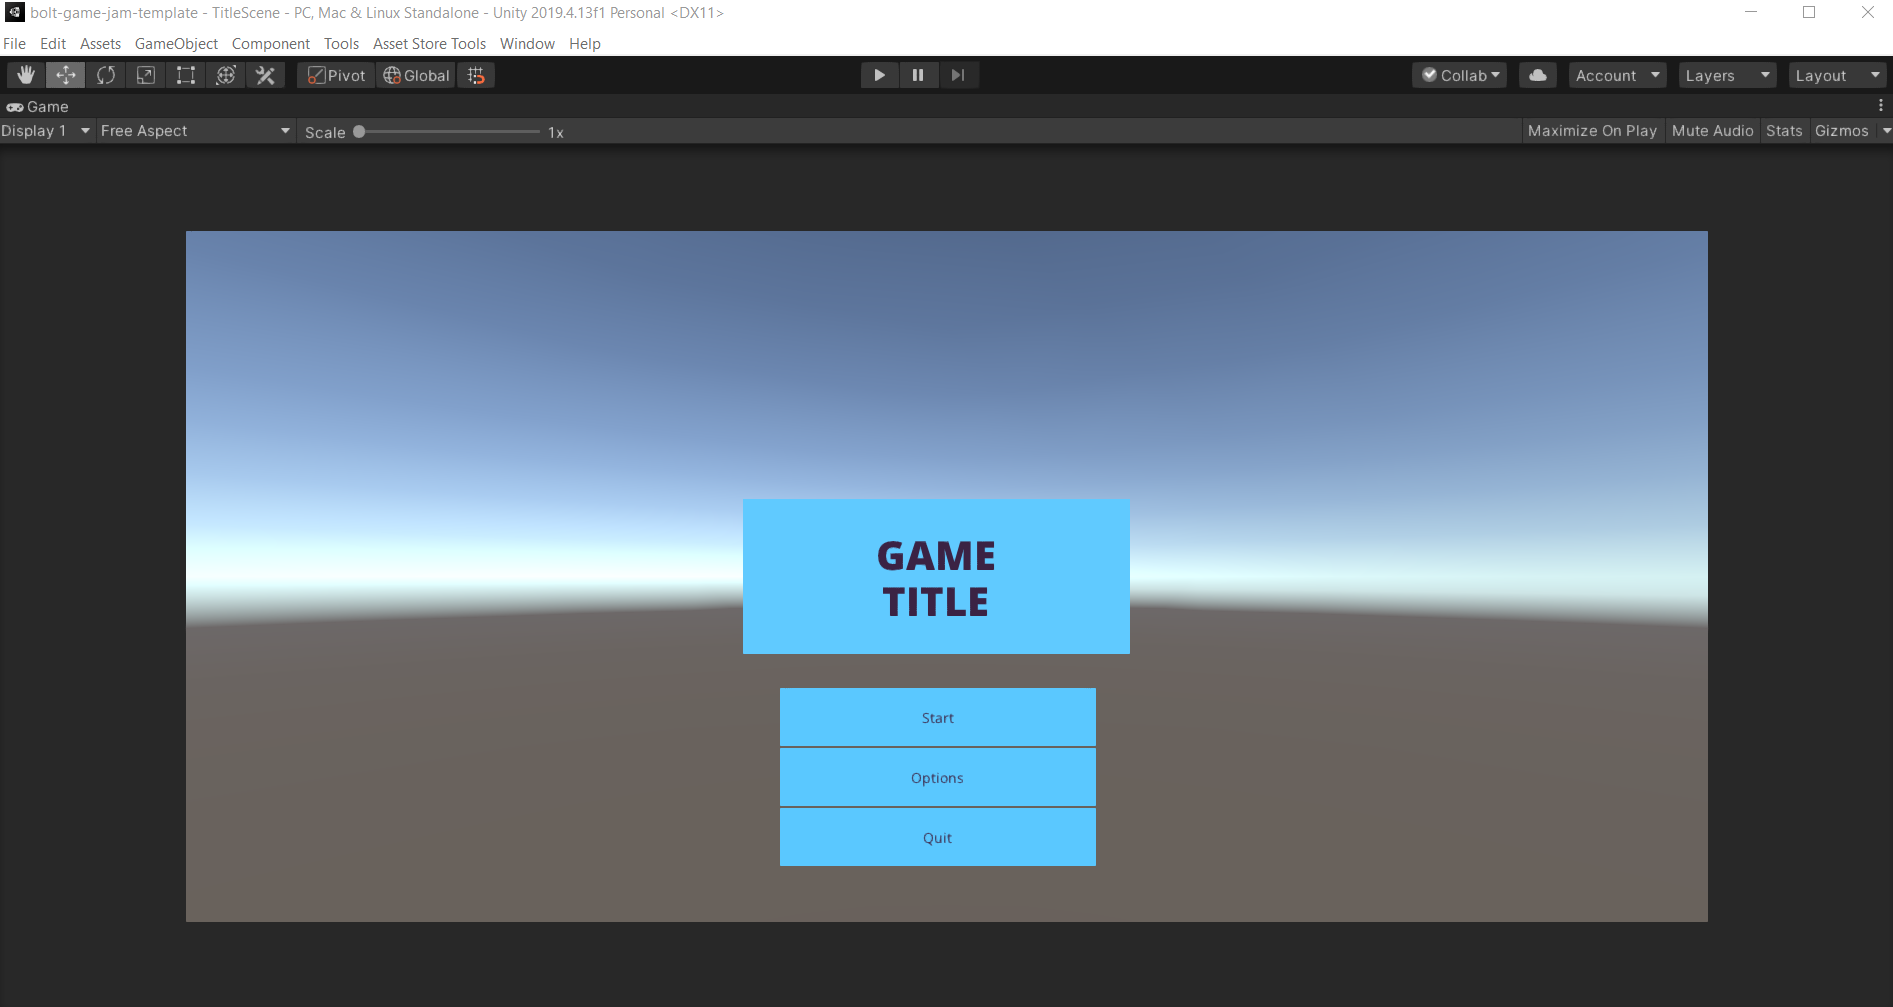 bolt-game-jam-template - TitleScene - PC, Mac & Linux Standalone - Unity 2019.4.13f1 Personal <DX11>
File Edit Assets GameObject Component Tools Asset Store Tools Window Help
Pivot Global Collab Account Layers Layout
Game
Display 1 Free Aspect Scale 1x Maximize On Play Mute Audio Stats Gizmos
GAME
TITLE
Start
Options
Quit